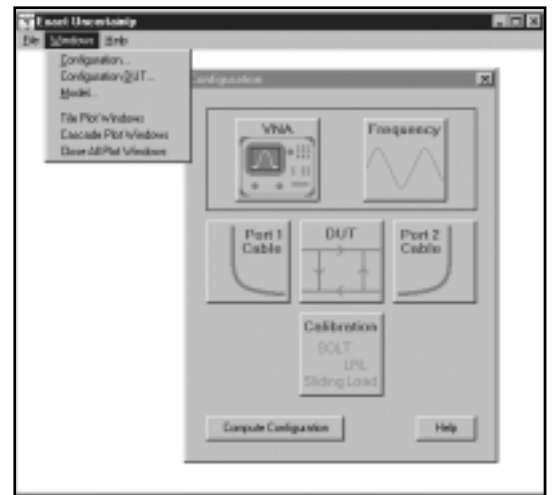 Exact Uncertainty
File Windows Help
Configuration...
Configuration DUT...
Model...
Tile Plot Windows
Cascade Plot Windows
Close All Plot Windows
Configuration
VNA
Frequency
Port 1
Cable
DUT
Port 2
Cable
Calibration
SOLT
LRL
Sliding Load
Compute Configuration
Help